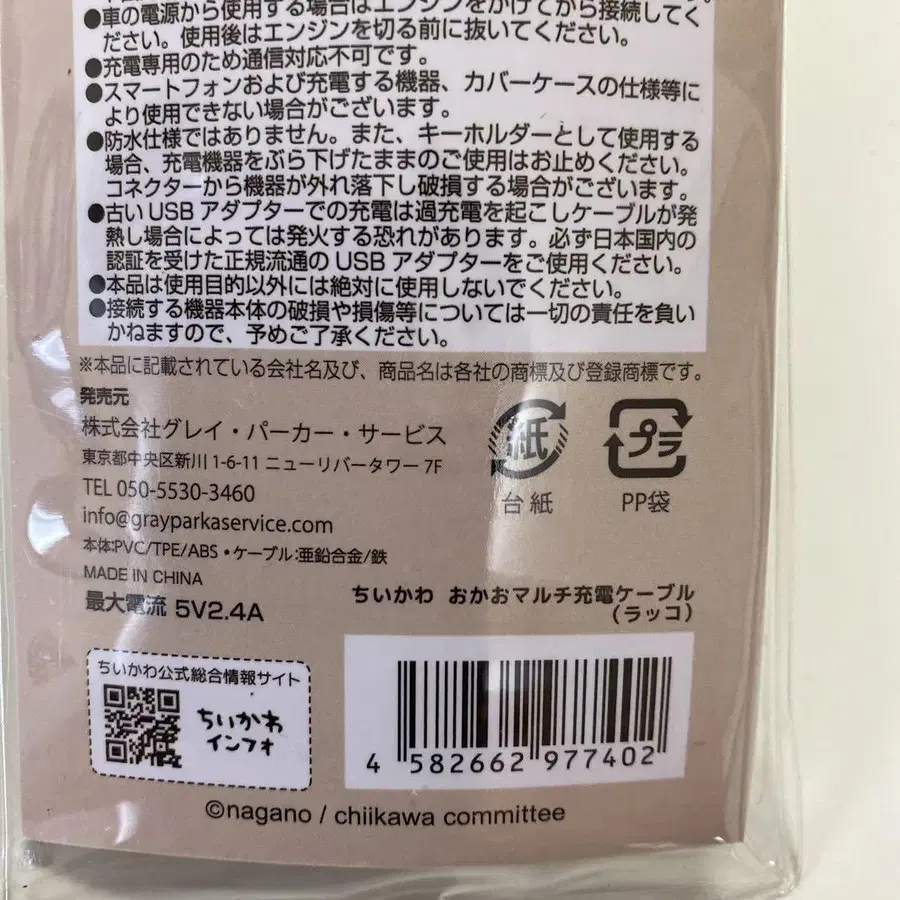 ●車の電源から使用する場合はエンジンをかけてから接続してく
ださい。使用後はエンジンを切る前に抜いてください。
●充電専用のため通信対応不可です。
●スマートフォンおよび充電する機器、カバーケースの仕様等に
より使用できない場合がございます。
●防水仕様ではありません。また、キーホルダーとして使用する
場合、充電機器をぶら下げたままのご使用はお止めください。
コネクターから機器が外れ落下し破損する場合がございます。
●古いUSBアダプターでの充電は過充電を起こしケーブルが発
熱し場合によっては発火する恐れがあります。必ず日本国内の
認証を受けた正規流通のUSBアダプターをご使用ください。
●本品は使用目的以外には絶対に使用しないでください。
●接続する機器本体の破損や損傷等については一切の責任を負い
かねますので、予めご了承ください。
※本品に記載されている会社名及び、商品名は各社の商標及び登録商標です。
発売元
株式会社グレイ・パーカー・サービス
東京都中央区新川1-6-11 ニューリバータワー7F
TEL 050-5530-3460
info@grayparkaservice.com
本体:PVC/TPE/ABS・ケーブル:亜鉛合金/鉄
MADE IN CHINA
最大電流 5V2.4A
紙
台紙
プラ
PP袋
ちいかわ おかおマルチ充電ケーブル
(ラッコ)
ちいかわ公式総合情報サイト
ちいかわ
インフォ
4 582662 977402
©nagano / chiikawa committee